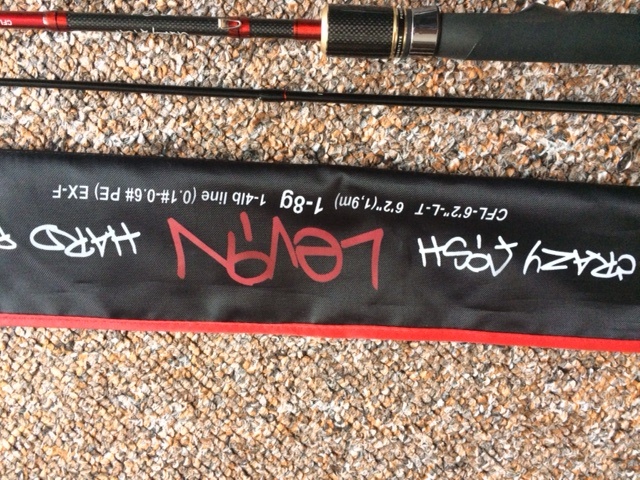 CRAZY FISH LeviN HARD
CFL-6'2"-L-T 6'2"(1,9m) 1-8g 1-4lb line (0.1#-0.6# PE) EX-F